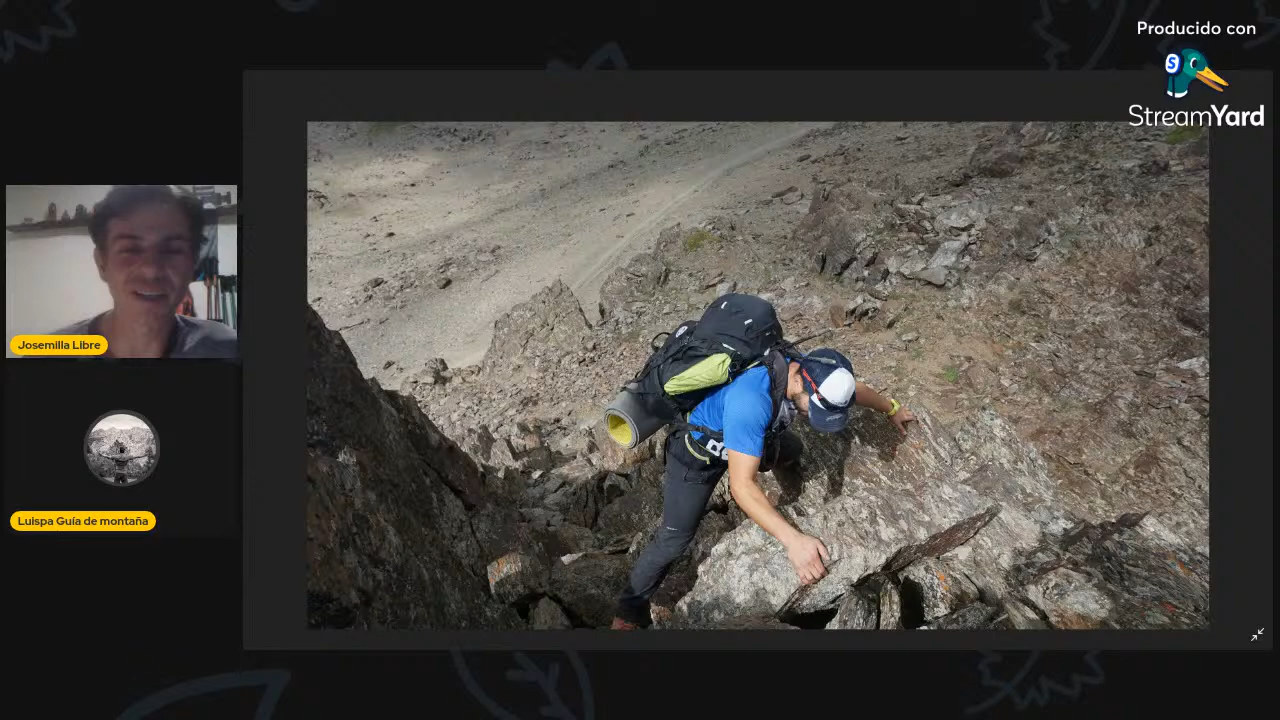 Producido con
S
StreamYard
Josemilla Libre
Luispa Guía de montaña